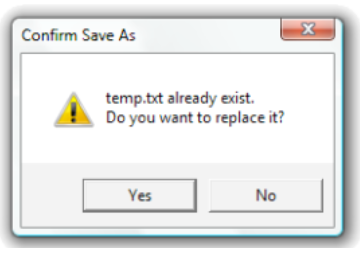 Confirm Save As
temp.txt already exist.
Do you want to replace it?
Yes
No